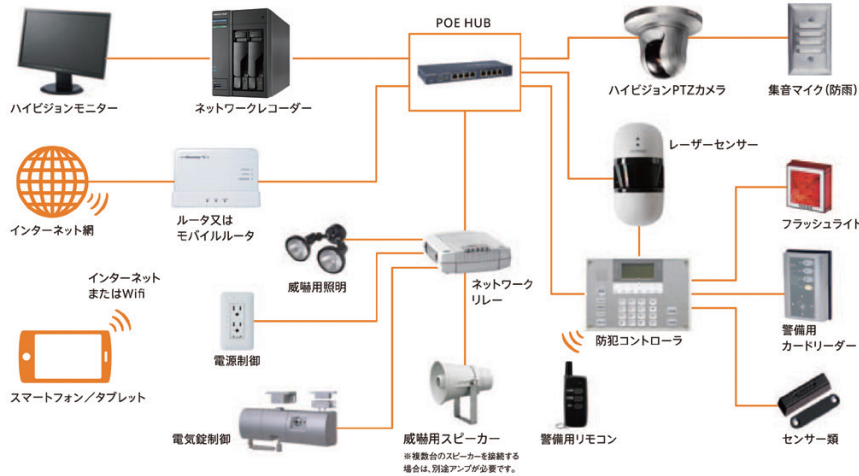 POE HUB
ハイビジョンモニター
ネットワークレコーダー
ハイビジョンPTZカメラ
集音マイク(防雨)
レーザーセンサー
インターネット網
ルータ又は
モバイルルータ
フラッシュライト
威嚇用照明
ネットワーク
リレー
インターネット
またはWifi
電源制御
防犯コントローラ
警備用
カードリーダー
スマートフォン/タブレット
電気錠制御
威嚇用スピーカー
※複数台のスピーカーを接続する
場合は、別途アンプが必要です。
警備用リモコン
センサー類